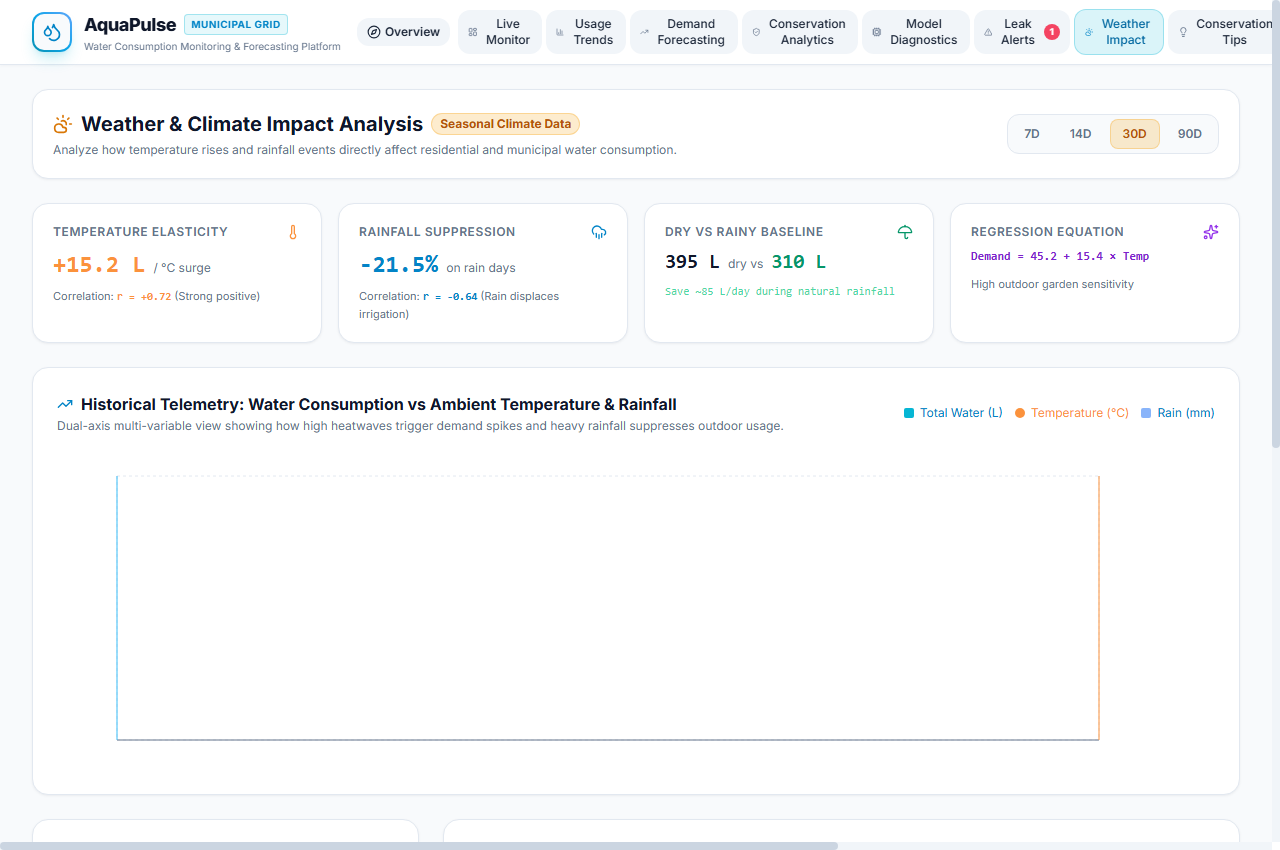 AquaPulse MUNICIPAL GRID
Water Consumption Monitoring & Forecasting Platform
Overview
Live Monitor
Usage Trends
Demand Forecasting
Conservation Analytics
Model Diagnostics
Leak Alerts 1
Weather Impact
Conservation Tips
Weather & Climate Impact Analysis Seasonal Climate Data
Analyze how temperature rises and rainfall events directly affect residential and municipal water consumption.
7D 14D 30D 90D
TEMPERATURE ELASTICITY
+15.2 L / °C surge
Correlation: r = +0.72 (Strong positive)
RAINFALL SUPPRESSION
-21.5% on rain days
Correlation: r = -0.64 (Rain displaces
irrigation)
DRY VS RAINY BASELINE
395 L dry vs 310 L
Save ~85 L/day during natural rainfall
REGRESSION EQUATION
Demand = 45.2 + 15.4 × Temp
High outdoor garden sensitivity
Historical Telemetry: Water Consumption vs Ambient Temperature & Rainfall
Dual-axis multi-variable view showing how high heatwaves trigger demand spikes and heavy rainfall suppresses outdoor usage.
Total Water (L) Temperature (°C) Rain (mm)